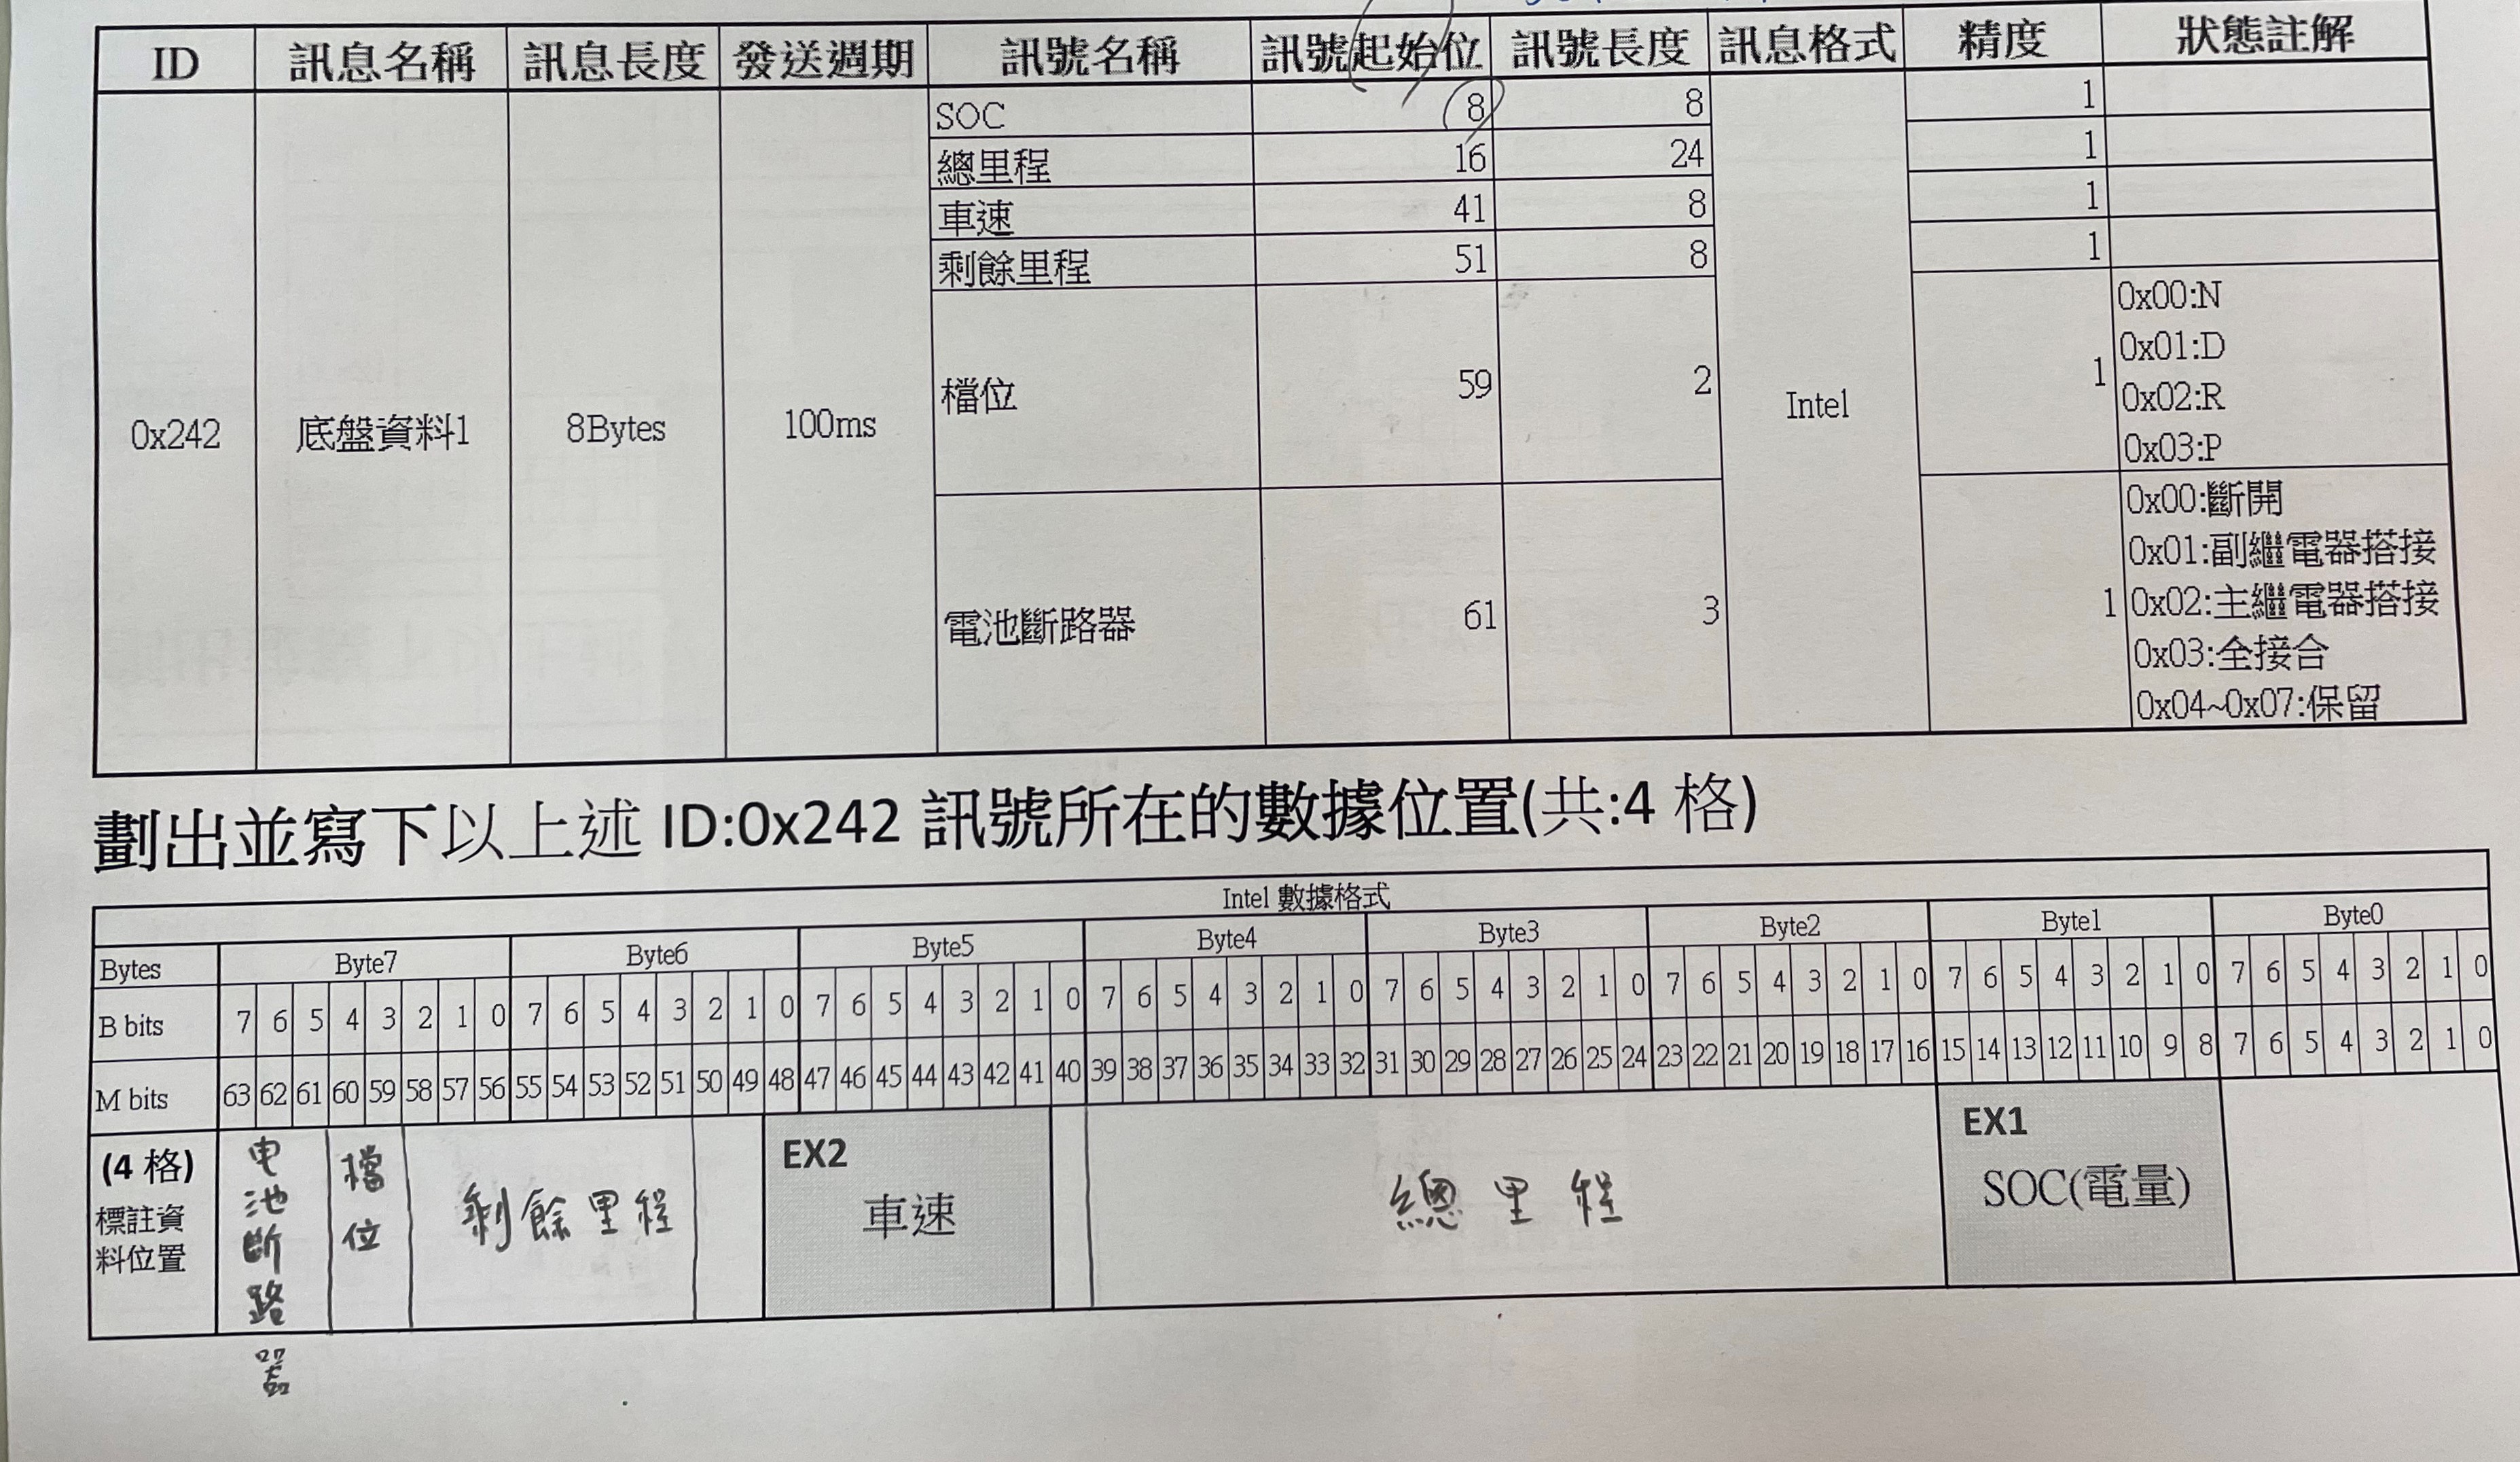 ID 訊息名稱 訊息長度 發送週期 訊號名稱 訊號起始位 訊號長度 訊息格式 精度 狀態註解
0x242 底盤資料1 8Bytes 100ms Intel
SOC 8 8 1
總里程 16 24 1
車速 41 8 1
剩餘里程 51 8 1
檔位 59 2 1
0x00:N
0x01:D
0x02:R
0x03:P
電池斷路器 61 3 1
0x00:斷開
0x01:副繼電器搭接
0x02:主繼電器搭接
0x03:全接合
0x04~0x07:保留
劃出並寫下以上述 ID:0x242 訊號所在的數據位置(共:4 格)
Intel 數據格式
Bytes Byte7 Byte6 Byte5 Byte4 Byte3 Byte2 Byte1 Byte0
B bits 7 6 5 4 3 2 1 0 7 6 5 4 3 2 1 0 7 6 5 4 3 2 1 0 7 6 5 4 3 2 1 0 7 6 5 4 3 2 1 0 7 6 5 4 3 2 1 0 7 6 5 4 3 2 1 0 7 6 5 4 3 2 1 0
M bits 63 62 61 60 59 58 57 56 55 54 53 52 51 50 49 48 47 46 45 44 43 42 41 40 39 38 37 36 35 34 33 32 31 30 29 28 27 26 25 24 23 22 21 20 19 18 17 16 15 14 13 12 11 10 9 8 7 6 5 4 3 2 1 0
(4 格)
標註資
料位置
电池断路器
檔位
剩餘里程
EX2
車速
總里程
EX1
SOC(電量)